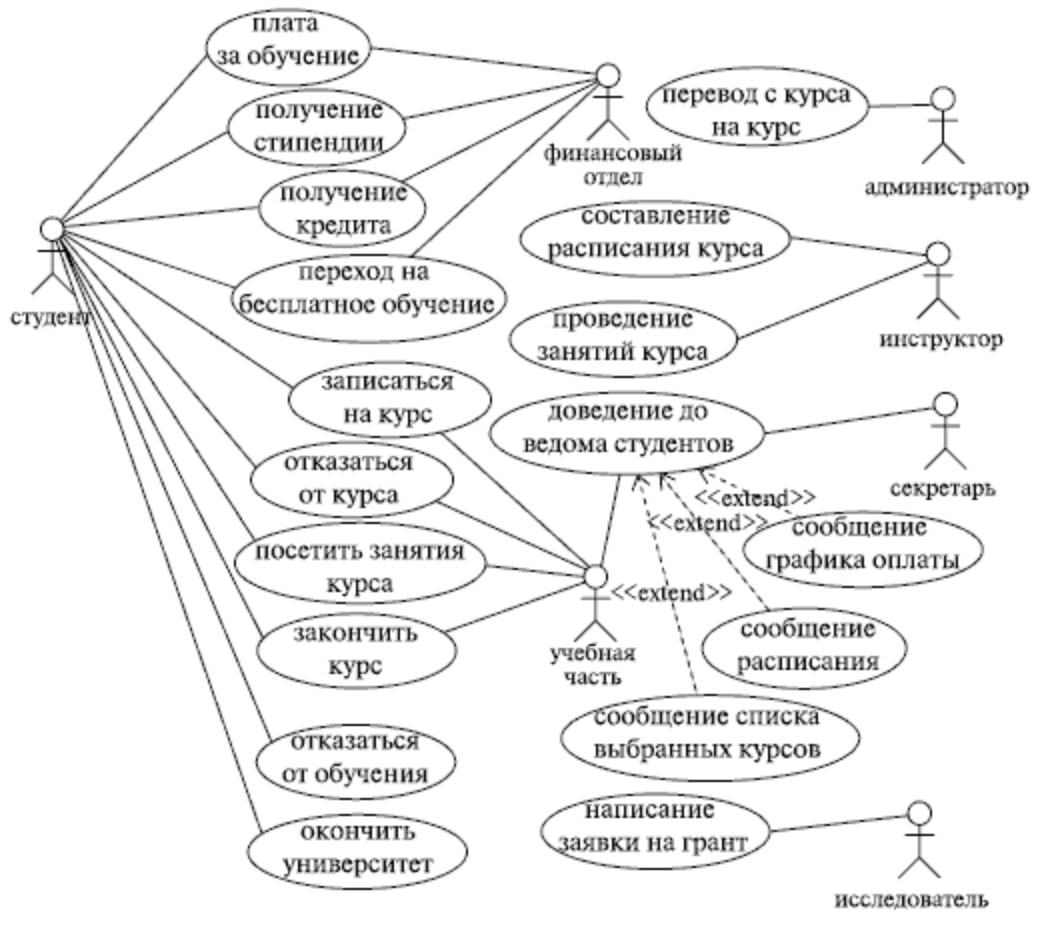 плата
за обучение
получение
стипендии
получение
кредита
переход на
бесплатное обучение
студент
записаться
на курс
отказаться
от курса
посетить занятия
курса
закончить
курс
отказаться
от обучения
окончить
университет
финансовый
отдел
перевод с курса
на курс
администратор
составление
расписания курса
проведение
занятий курса
инструктор
доведение до
ведома студентов
секретарь
<<extend>>
<<extend>>
<<extend>>
сообщение
графика оплаты
учебная
часть
сообщение
расписания
сообщение списка
выбранных курсов
написание
заявки на грант
исследователь